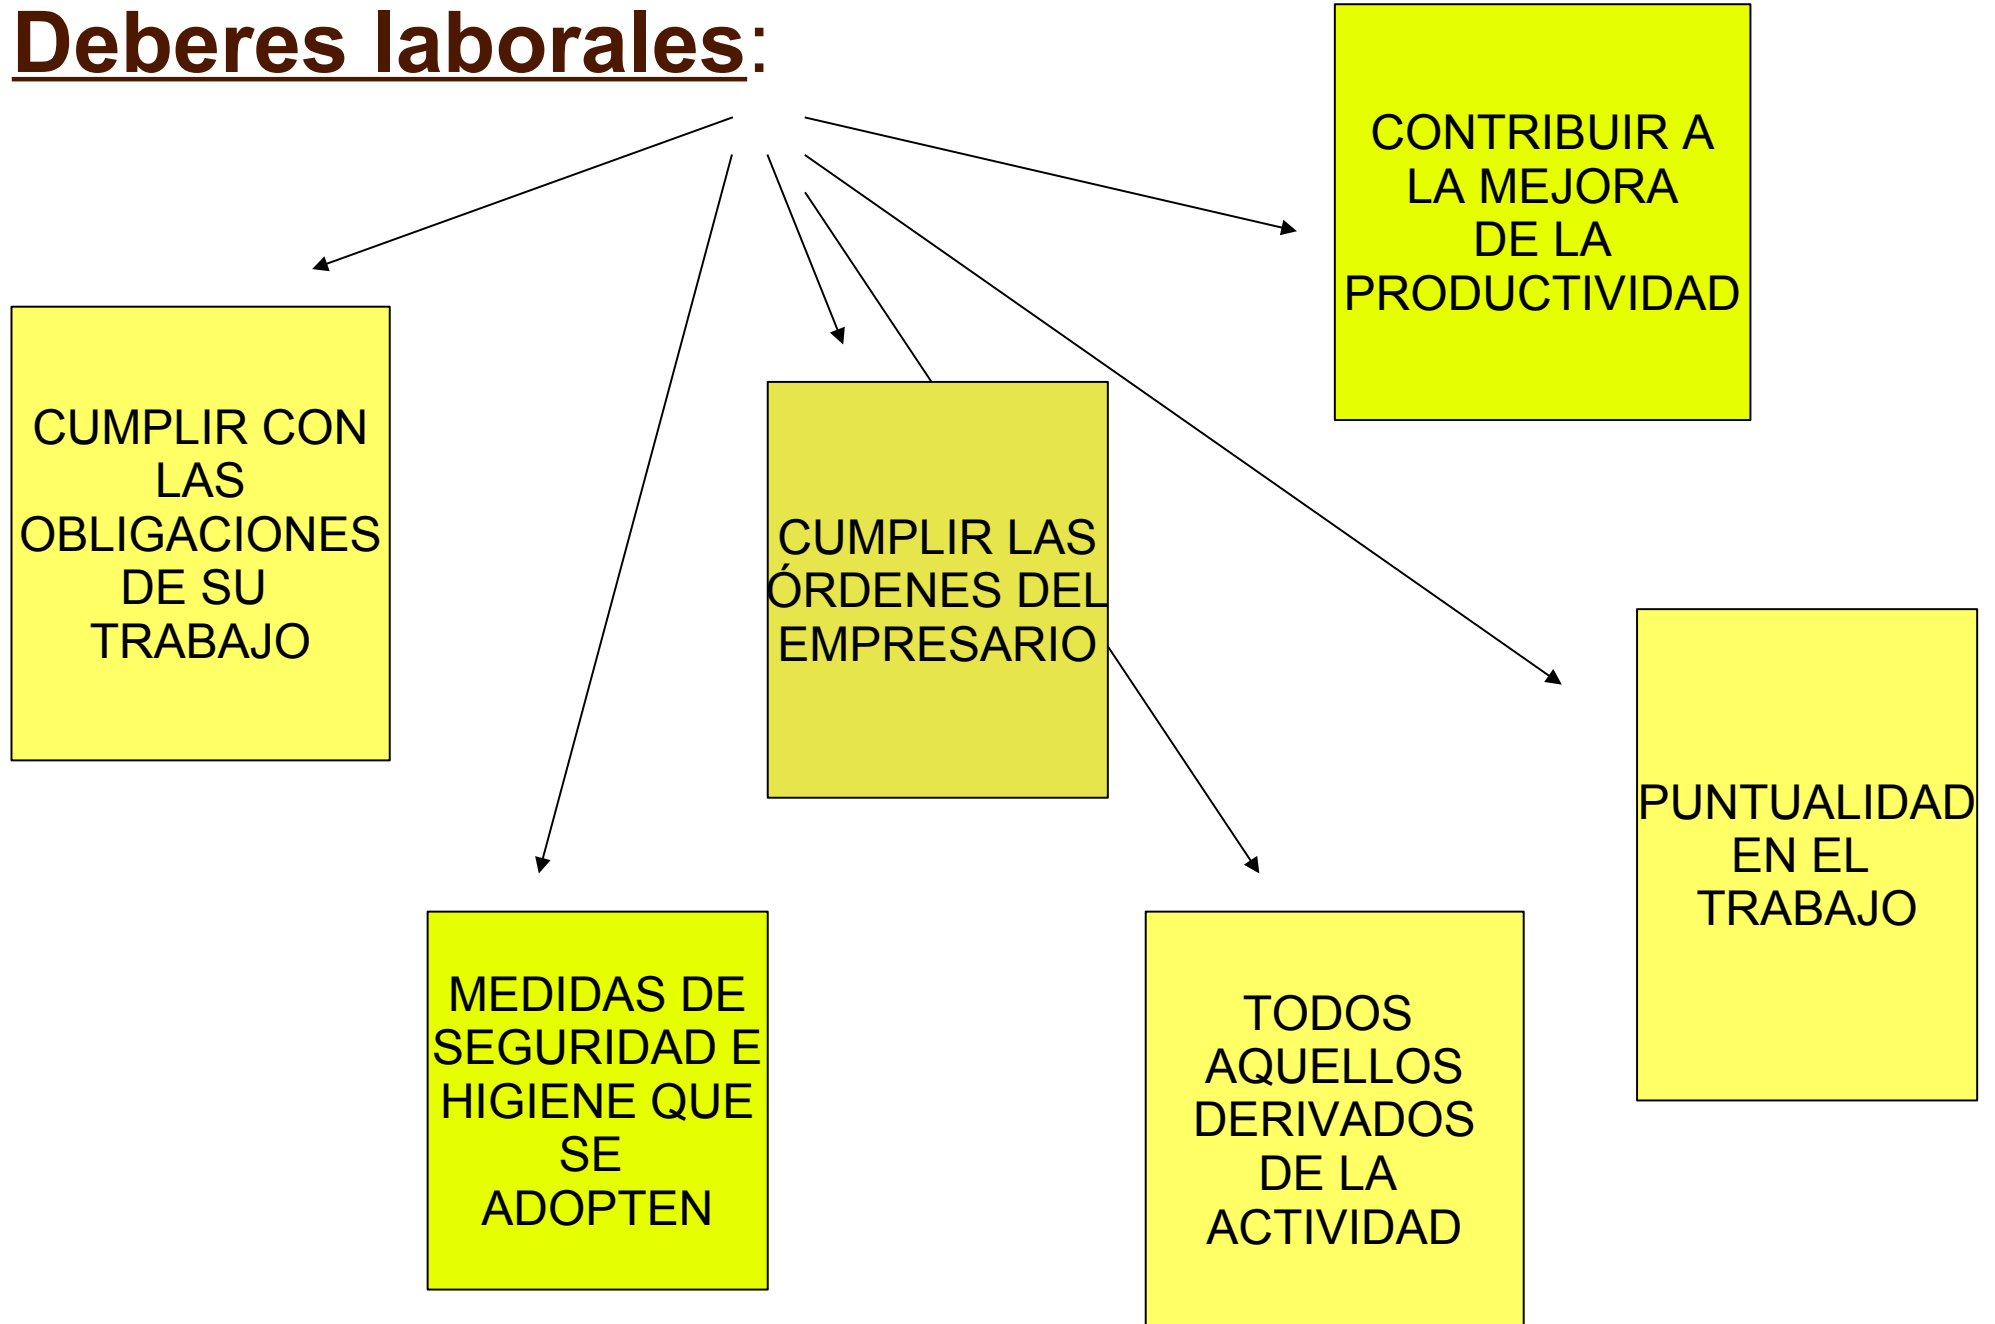 Deberes laborales:
CONTRIBUIR A
LA MEJORA
DE LA
PRODUCTIVIDAD
CUMPLIR CON
LAS
OBLIGACIONES
DE SU
TRABAJO
CUMPLIR LAS
ÓRDENES DEL
EMPRESARIO
PUNTUALIDAD
EN EL
TRABAJO
MEDIDAS DE
SEGURIDAD E
HIGIENE QUE
SE
ADOPTEN
TODOS
AQUELLOS
DERIVADOS
DE LA
ACTIVIDAD